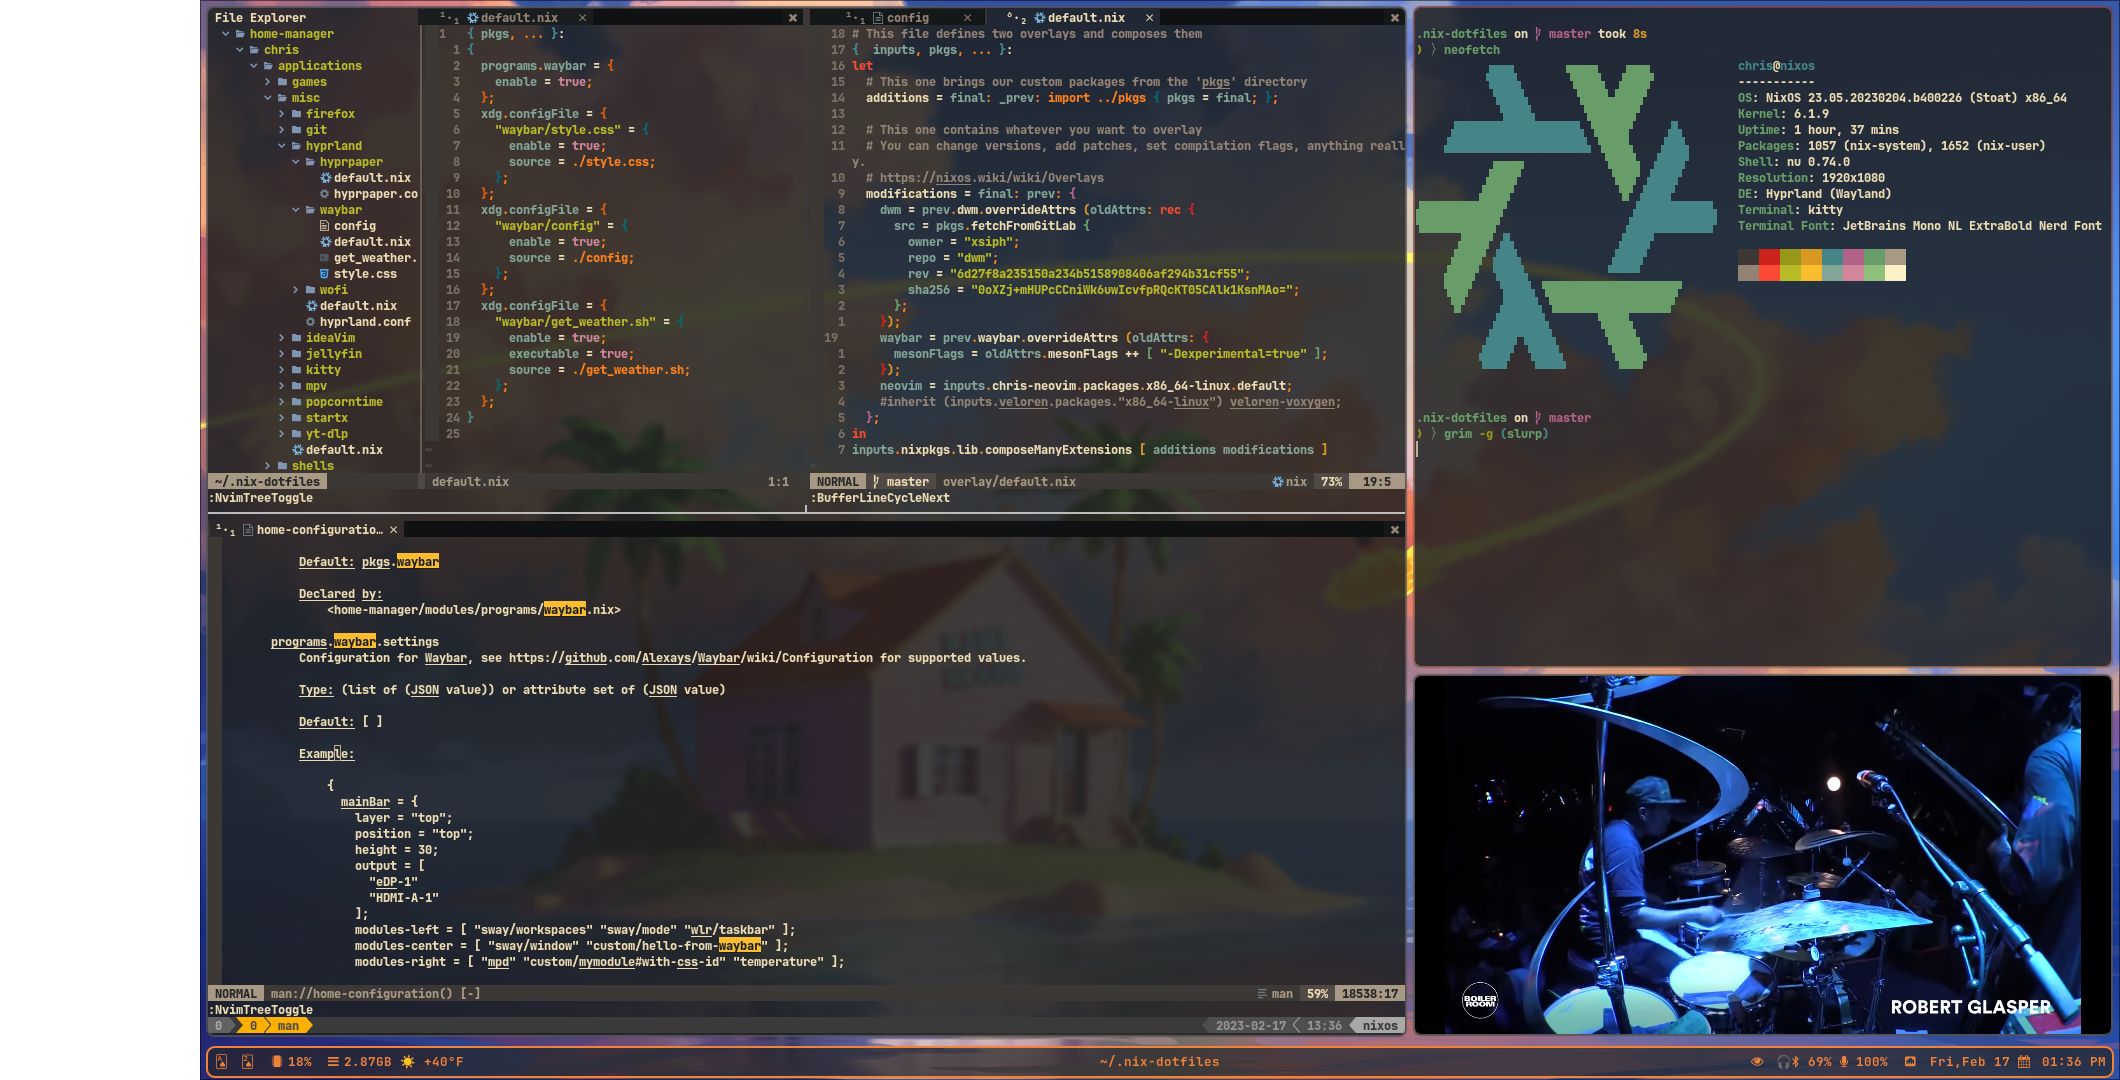 File Explorer
home-manager
chris
applications
games
misc
firefox
git
hyprland
hyprpaper
default.nix
hyprpaper.co
waybar
config
default.nix
get_weather.
style.css
wofi
default.nix
hyprland.conf
ideaVim
jellyfin
kitty
mpv
popcorntime
startx
yt-dlp
default.nix
shells
~/.nix-dotfiles
:NvimTreeToggle
default.nix
1 { pkgs, ... }:
1 {
2 programs.waybar = {
3 enable = true;
4 };
5 xdg.configFile = {
6 "waybar/style.css" = {
7 enable = true;
8 source = ./style.css;
9 };
10 };
11 xdg.configFile = {
12 "waybar/config" = {
13 enable = true;
14 source = ./config;
15 };
16 };
17 xdg.configFile = {
18 "waybar/get_weather.sh" = {
19 enable = true;
20 executable = true;
21 source = ./get_weather.sh;
22 };
23 };
24 }
25
~
~
default.nix 1:1
config default.nix
18 # This file defines two overlays and composes them
17 { inputs, pkgs, ... }:
16 let
15 # This one brings our custom packages from the 'pkgs' directory
14 additions = final: _prev: import ../pkgs { pkgs = final; };
13
12 # This one contains whatever you want to overlay
11 # You can change versions, add patches, set compilation flags, anything reall
y.
10 # https://nixos.wiki/wiki/Overlays
9 modifications = final: prev: {
8 dwm = prev.dwm.overrideAttrs (oldAttrs: rec {
7 src = pkgs.fetchFromGitLab {
6 owner = "xsiph";
5 repo = "dwm";
4 rev = "6d27f8a235150a234b5158908406af294b31cf55";
3 sha256 = "0oXZj+mHUPcCCniWk6uwIcvfpRQcKT05CAlk1KsnMAo=";
2 };
1 });
19 waybar = prev.waybar.overrideAttrs (oldAttrs: {
1 mesonFlags = oldAttrs.mesonFlags ++ [ "-Dexperimental=true" ];
2 });
3 neovim = inputs.chris-neovim.packages.x86_64-linux.default;
4 #inherit (inputs.veloren.packages."x86_64-linux") veloren-voxygen;
5 };
6 in
7 inputs.nixpkgs.lib.composeManyExtensions [ additions modifications ]
~
NORMAL master overlay/default.nix nix 73% 19:5
:BufferLineCycleNext
home-configuratio…
Default: pkgs.waybar
Declared by:
<home-manager/modules/programs/waybar.nix>
programs.waybar.settings
Configuration for Waybar, see https://github.com/Alexays/Waybar/wiki/Configuration for supported values.
Type: (list of (JSON value)) or attribute set of (JSON value)
Default: [ ]
Example:
{
mainBar = {
layer = "top";
position = "top";
height = 30;
output = [
"eDP-1"
"HDMI-A-1"
];
modules-left = [ "sway/workspaces" "sway/mode" "wlr/taskbar" ];
modules-center = [ "sway/window" "custom/hello-from-waybar" ];
modules-right = [ "mpd" "custom/mymodule#with-css-id" "temperature" ];
NORMAL man://home-configuration() [-] man 59% 18538:17
:NvimTreeToggle
0 0 man 2023-02-17 13:36 nixos
.nix-dotfiles on master took 8s
) 〉neofetch
chris@nixos
-----------
OS: NixOS 23.05.20230204.b400226 (Stoat) x86_64
Kernel: 6.1.9
Uptime: 1 hour, 37 mins
Packages: 1057 (nix-system), 1652 (nix-user)
Shell: nu 0.74.0
Resolution: 1920x1080
DE: Hyprland (Wayland)
Terminal: kitty
Terminal Font: JetBrains Mono NL ExtraBold Nerd Font
.nix-dotfiles on master
) 〉grim -g (slurp)
BOILER
ROOM
ROBERT GLASPER
18% 2.87GB +40°F ~/.nix-dotfiles 69% 100% Fri,Feb 17 01:36 PM